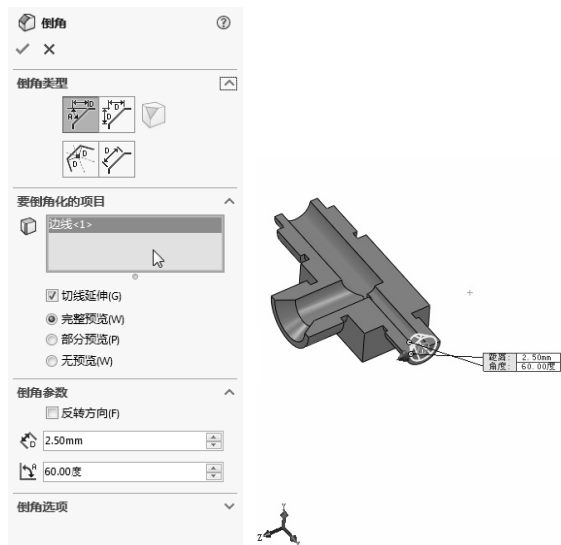 倒角
倒角类型
要倒角化的项目
边线<1>
切线延伸(G)
完整预览(W)
部分预览(P)
无预览(W)
倒角参数
反转方向(F)
2.50mm
60.00度
倒角选项
距离: 2.50mm
角度: 60.00度
Y
Z